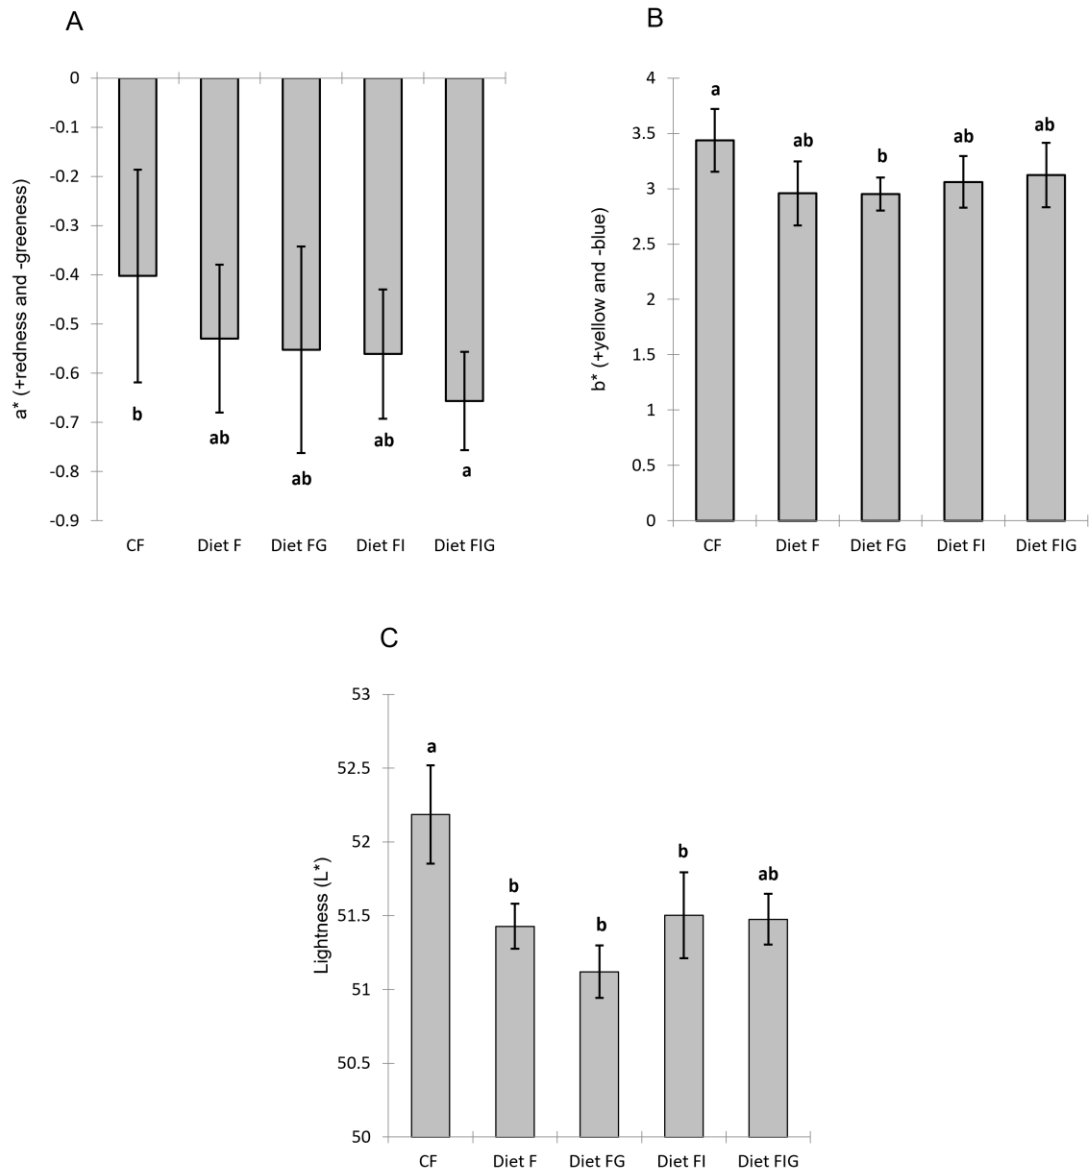 A
0
-0.1
-0.2
-0.3
-0.4
-0.5
-0.6
-0.7
-0.8
-0.9
a* (+redness and -greeness)
b
ab
ab
ab
a
CF Diet F Diet FG Diet FI Diet FIG
B
4
3.5
3
2.5
2
1.5
1
0.5
0
b* (+yellow and -blue)
a
ab
b
ab
ab
CF Diet F Diet FG Diet FI Diet FIG
C
53
52.5
52
51.5
51
50.5
50
Lightness (L*)
a
b
b
b
ab
CF Diet F Diet FG Diet FI Diet FIG